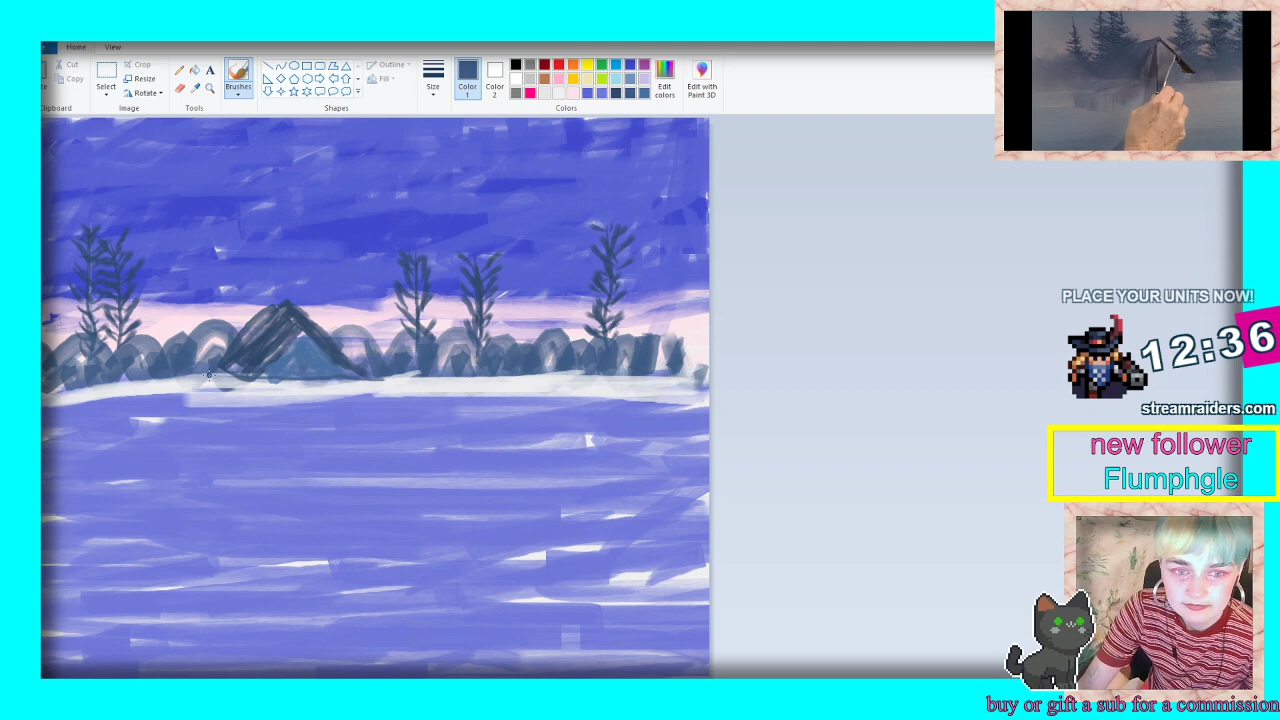 Home
View
Cut
Copy
Clipboard
Select
Crop
Resize
Rotate
Image
A
Tools
Brushes
Shapes
Outline
Fill
Size
Color
1
Color
2
Colors
Edit
colors
Edit with
Paint 3D
PLACE YOUR UNITS NOW!
12:36
streamraiders.com
new follower
Flumphgle
buy or gift a sub for a commission